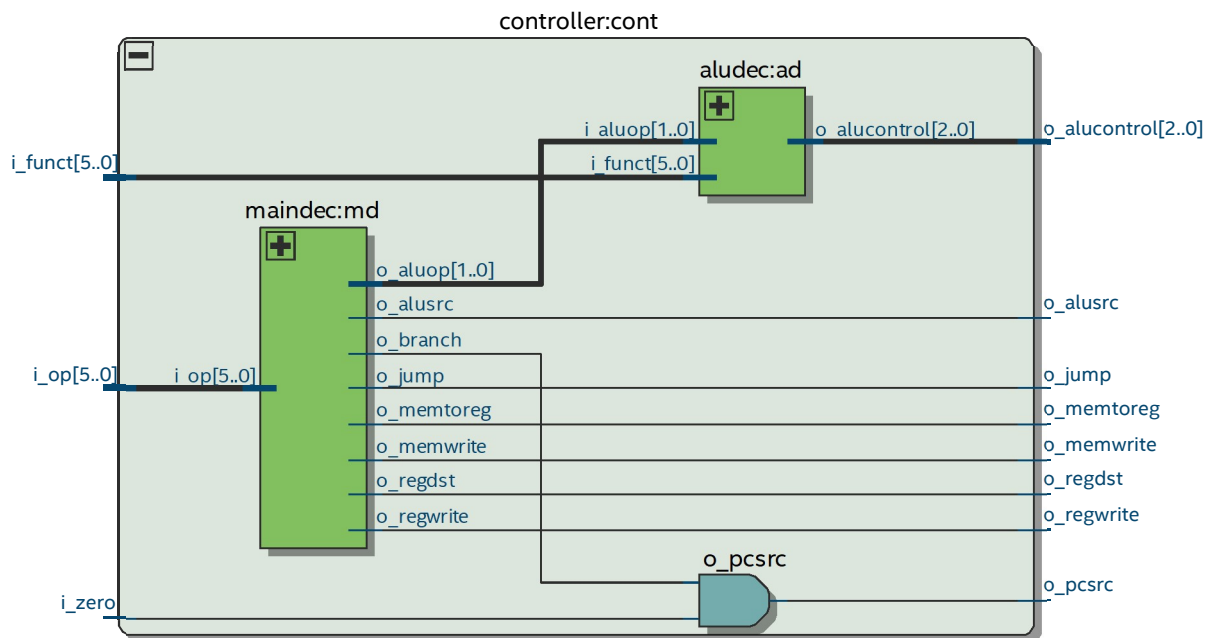 controller:cont
aludec:ad
i_aluop[1..0]
o_alucontrol[2..0]
o_alucontrol[2..0]
i_funct[5..0]
i_funct[5..0]
maindec:md
o_aluop[1..0]
o_alusrc
o_alusrc
o_branch
i_op[5..0]
i_op[5..0]
o_jump
o_jump
o_memtoreg
o_memtoreg
o_memwrite
o_memwrite
o_regdst
o_regdst
o_regwrite
o_regwrite
o_pcsrc
o_pcsrc
i_zero